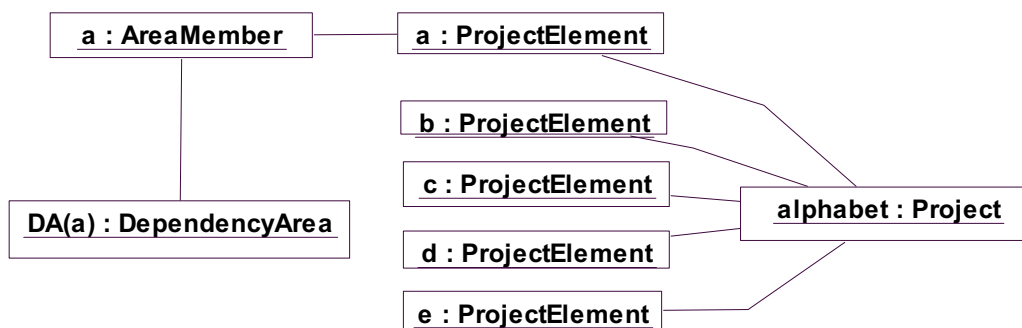 a : AreaMember
a : ProjectElement
b : ProjectElement
c : ProjectElement
alphabet : Project
DA(a) : DependencyArea
d : ProjectElement
e : ProjectElement